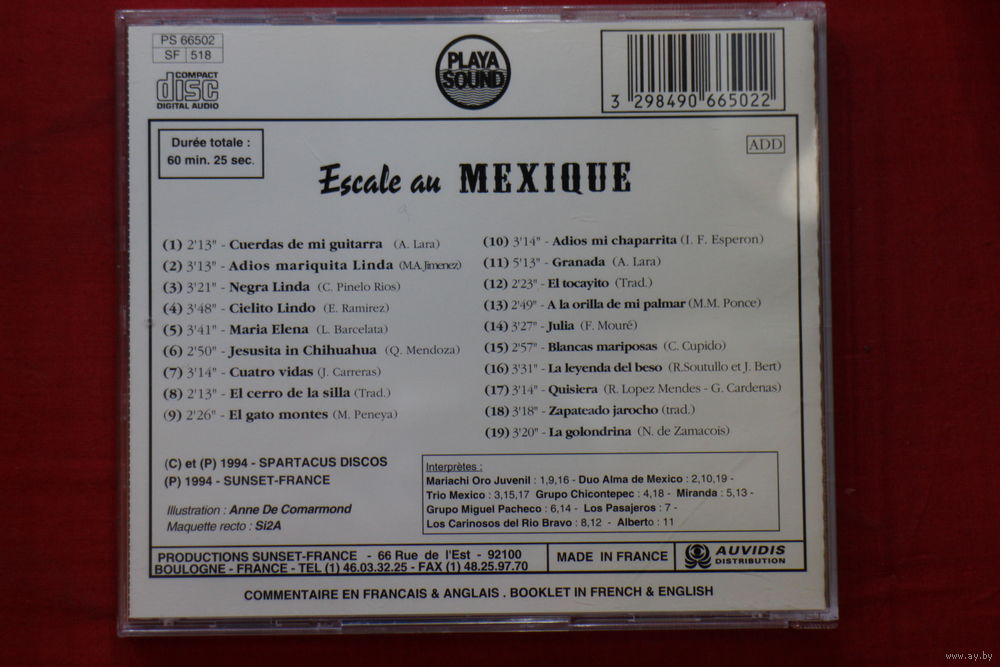 PS 66502
SF 518
COMPACT
disc
DIGITAL AUDIO
PLAYA
SOUND
3 298490 665022
Durée totale :
60 min. 25 sec.
ADD
Escale au MEXIQUE
(1) 2'13" - Cuerdas de mi guitarra (A. Lara)
(2) 3'13" - Adios mariquita Linda (M.A. Jimenez)
(3) 3'21" - Negra Linda (C. Pinelo Rios)
(4) 3'48" - Cielito Lindo (E. Ramirez)
(5) 3'41" - Maria Elena (L. Barcelata)
(6) 2'50" - Jesusita in Chihuahua (Q. Mendoza)
(7) 3'14" - Cuatro vidas (J. Carreras)
(8) 2'13" - El cerro de la silla (Trad.)
(9) 2'26" - El gato montes (M. Peneya)
(10) 3'14" - Adios mi chaparrita (I. F. Esperon)
(11) 5'13" - Granada (A. Lara)
(12) 2'23" - El tocayito (Trad.)
(13) 2'49" - A la orilla de mi palmar (M.M. Ponce)
(14) 3'27" - Julia (F. Mouré)
(15) 2'57" - Blancas mariposas (C. Cupido)
(16) 3'31" - La leyenda del beso (R.Soutullo et J. Bert)
(17) 3'14" - Quisiera (R. Lopez Mendes - G. Cardenas)
(18) 3'18" - Zapateado jarocho (trad.)
(19) 3'20" - La golondrina (N. de Zamacois)
(C) et (P) 1994 - SPARTACUS DISCOS
(P) 1994 - SUNSET-FRANCE
Illustration : Anne De Comarmond
Maquette recto : Si2A
Interprètes :
Mariachi Oro Juvenil : 1,9,16 - Duo Alma de Mexico : 2,10,19 -
Trio Mexico : 3,15,17 Grupo Chicontepec : 4,18 - Miranda : 5,13 -
Grupo Miguel Pacheco : 6,14 - Los Pasajeros : 7 -
Los Carinosos del Rio Bravo : 8,12 - Alberto : 11
PRODUCTIONS SUNSET-FRANCE - 66 Rue de l'Est - 92100
BOULOGNE - FRANCE - TEL (1) 46.03.32.25 - FAX (1) 48.25.97.70
MADE IN FRANCE
AUVIDIS
DISTRIBUTION
COMMENTAIRE EN FRANCAIS & ANGLAIS . BOOKLET IN FRENCH & ENGLISH
www.ay.by